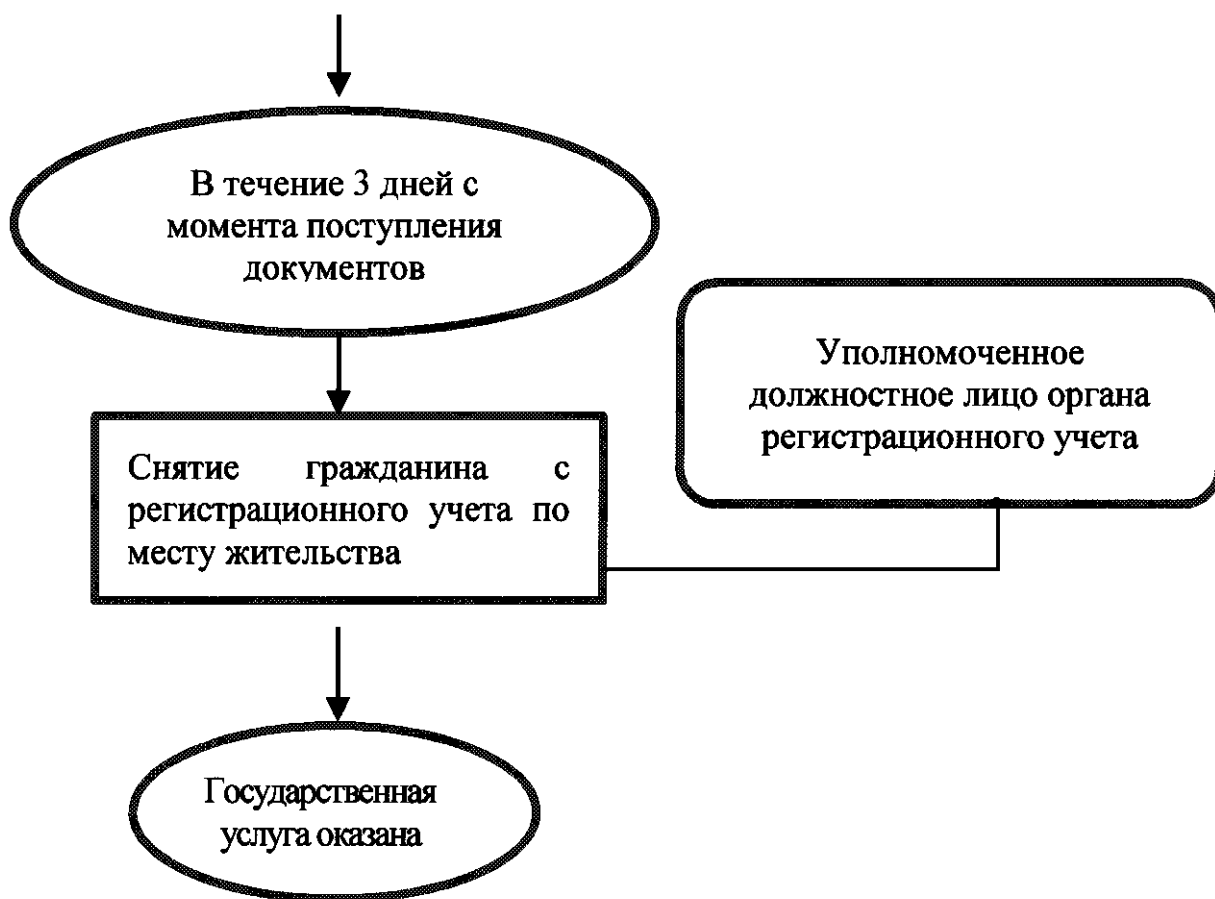 В течение 3 дней с
момента поступления
документов
Уполномоченное
должностное лицо органа
регистрационного учета
Снятие гражданина с
регистрационного учета по
месту жительства
Государственная
услуга оказана